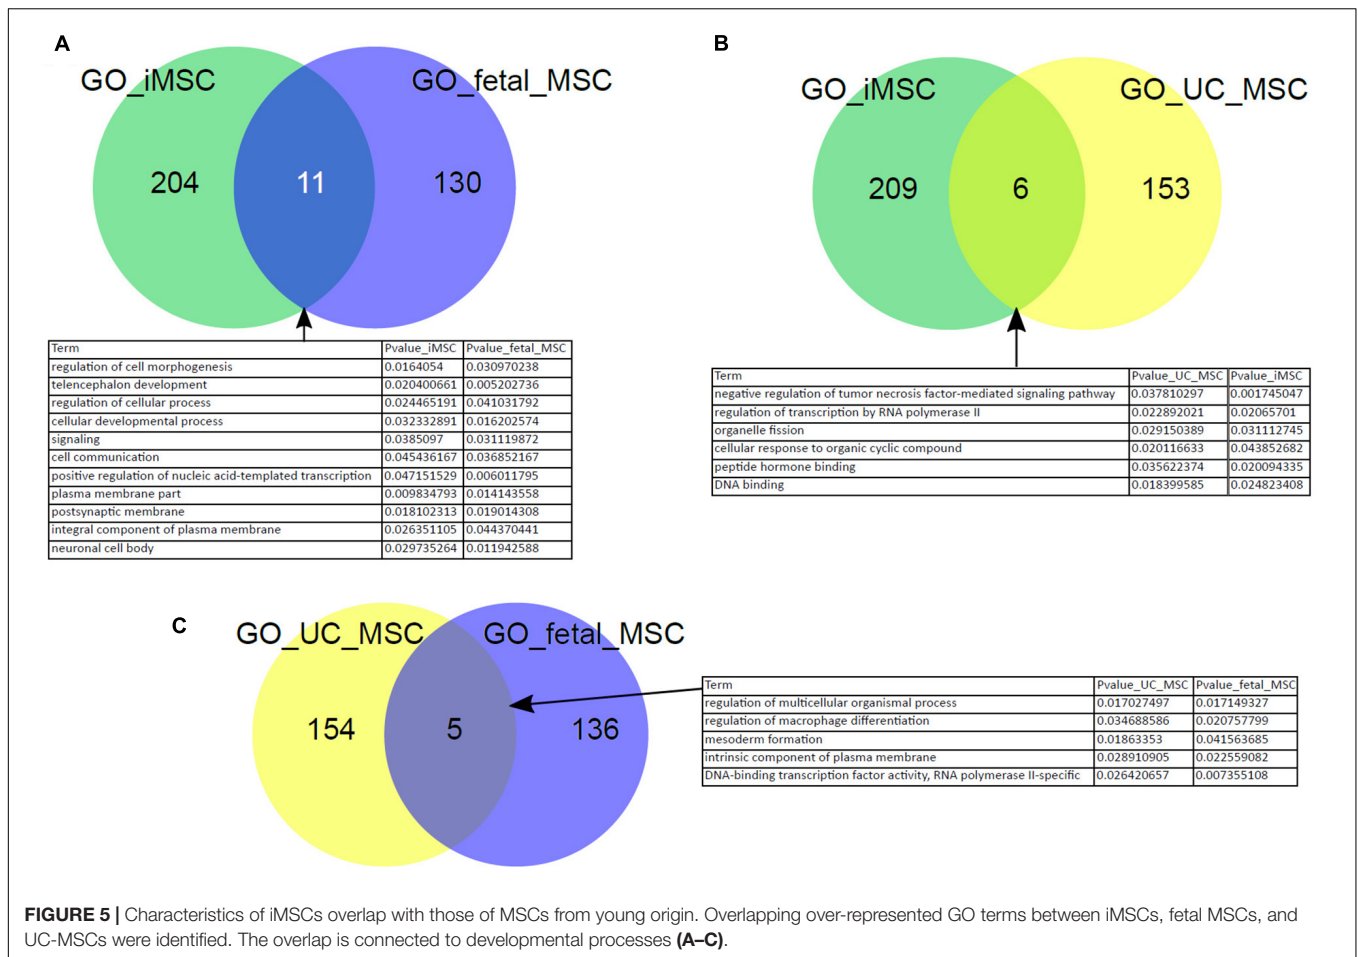 A
GO_iMSC
GO_fetal_MSC
204
11
130
Term Pvalue_iMSC Pvalue_fetal_MSC
regulation of cell morphogenesis 0.0164054 0.030970238
telencephalon development 0.020400661 0.005202736
regulation of cellular process 0.024465191 0.041031792
cellular developmental process 0.032332891 0.016202574
signaling 0.0385097 0.031119872
cell communication 0.045436167 0.036852167
positive regulation of nucleic acid-templated transcription 0.047151529 0.006011795
plasma membrane part 0.009834793 0.014143558
postsynaptic membrane 0.018102313 0.019014308
integral component of plasma membrane 0.026351105 0.044370441
neuronal cell body 0.029735264 0.011942588
B
GO_iMSC
GO_UC_MSC
209
6
153
Term Pvalue_UC_MSC Pvalue_iMSC
negative regulation of tumor necrosis factor-mediated signaling pathway 0.037810297 0.001745047
regulation of transcription by RNA polymerase II 0.022892021 0.02065701
organelle fission 0.029150389 0.031112745
cellular response to organic cyclic compound 0.020116633 0.043852682
peptide hormone binding 0.035622374 0.020094335
DNA binding 0.018399585 0.024823408
C
GO_UC_MSC
GO_fetal_MSC
154
5
136
Term Pvalue_UC_MSC Pvalue_fetal_MSC
regulation of multicellular organismal process 0.017027497 0.017149327
regulation of macrophage differentiation 0.034688586 0.020757799
mesoderm formation 0.01863353 0.041563685
intrinsic component of plasma membrane 0.028910905 0.022559082
DNA-binding transcription factor activity, RNA polymerase II-specific 0.026420657 0.007355108
FIGURE 5 | Characteristics of iMSCs overlap with those of MSCs from young origin. Overlapping over-represented GO terms between iMSCs, fetal MSCs, and
UC-MSCs were identified. The overlap is connected to developmental processes (A–C).